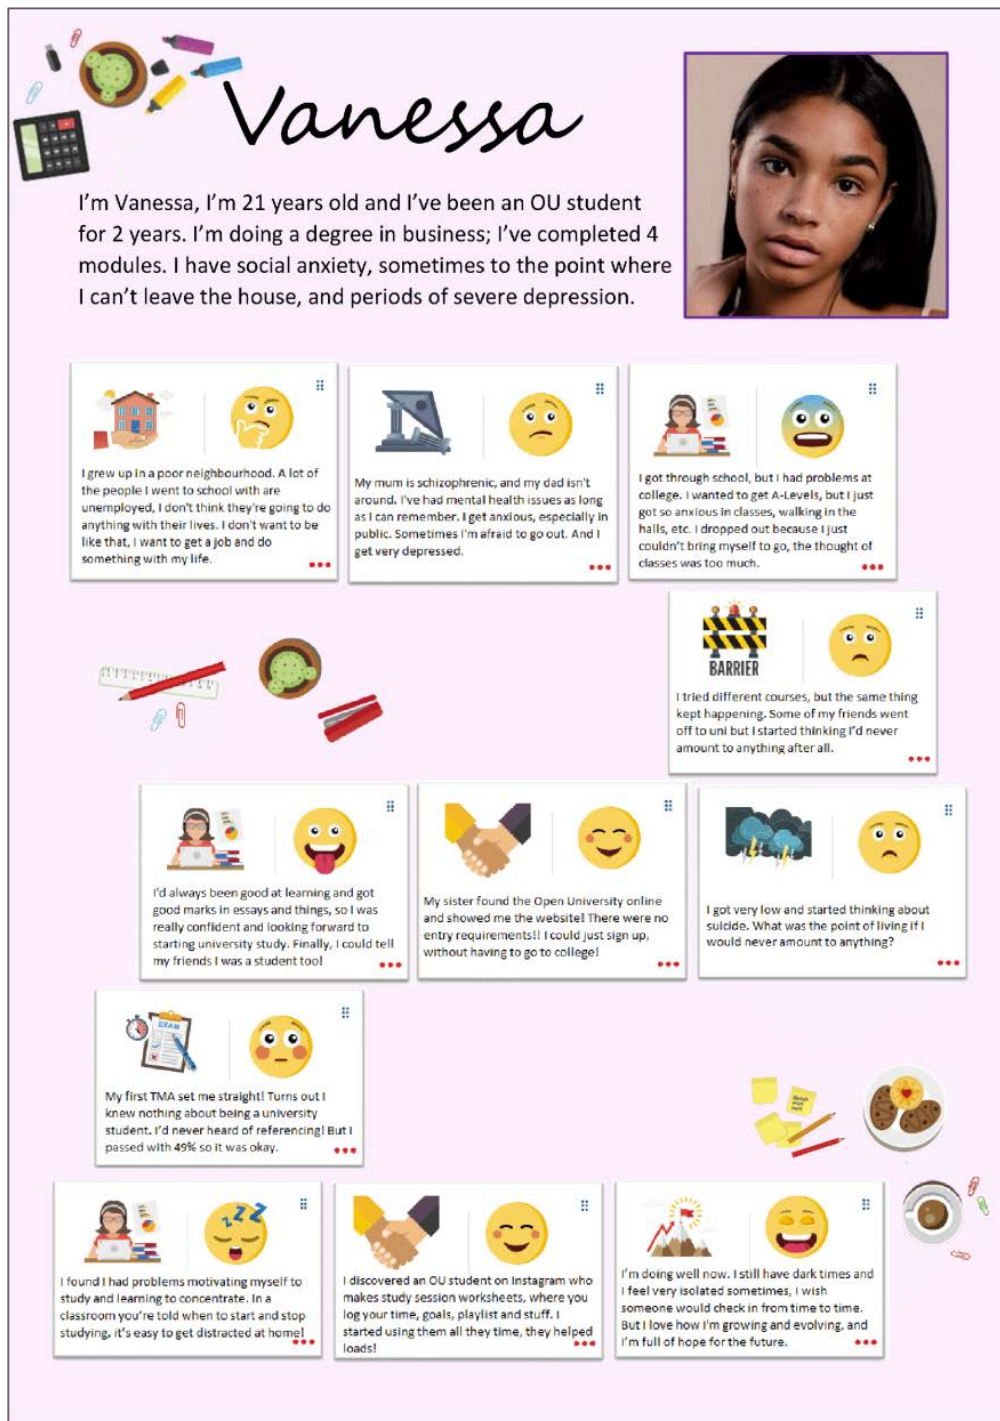 Vanessa
I'm Vanessa, I'm 21 years old and I've been an OU student
for 2 years. I'm doing a degree in business; I've completed 4
modules. I have social anxiety, sometimes to the point where
I can't leave the house, and periods of severe depression.
I grew up in a poor neighbourhood. A lot of
the people I went to school with are
unemployed, I don't think they're going to do
anything with their lives. I don't want to be
like that, I want to get a job and do
something with my life.
My mum is schizophrenic, and my dad isn't
around. I've had mental health issues as long
as I can remember. I get anxious, especially in
public. Sometimes I'm afraid to go out. And I
get very depressed.
I got through school, but I had problems at
college. I wanted to get A-Levels, but I just
got so anxious in classes, walking in the
halls, etc. I dropped out because I just
couldn't bring myself to go, the thought of
classes was too much.
BARRIER
I tried different courses, but the same thing
kept happening. Some of my friends went
off to uni but I started thinking I'd never
amount to anything after all.
I got very low and started thinking about
suicide. What was the point of living if I
would never amount to anything?
My sister found the Open University online
and showed me the website! There were no
entry requirements!! I could just sign up,
without having to go to college!
I'd always been good at learning and got
good marks in essays and things, so I was
really confident and looking forward to
starting university study. Finally, I could tell
my friends I was a student too!
EXAM
My first TMA set me straight! Turns out I
knew nothing about being a university
student. I'd never heard of referencing! But I
passed with 49% so it was okay.
zzz
I found I had problems motivating myself to
study and learning to concentrate. In a
classroom you're told when to start and stop
studying, it's easy to get distracted at home!
I discovered an OU student on Instagram who
makes study session worksheets, where you
log your time, goals, playlist and stuff. I
started using them all they time, they helped
loads!
I'm doing well now. I still have dark times and
I feel very isolated sometimes, I wish
someone would check in from time to time.
But I love how I'm growing and evolving, and
I'm full of hope for the future.